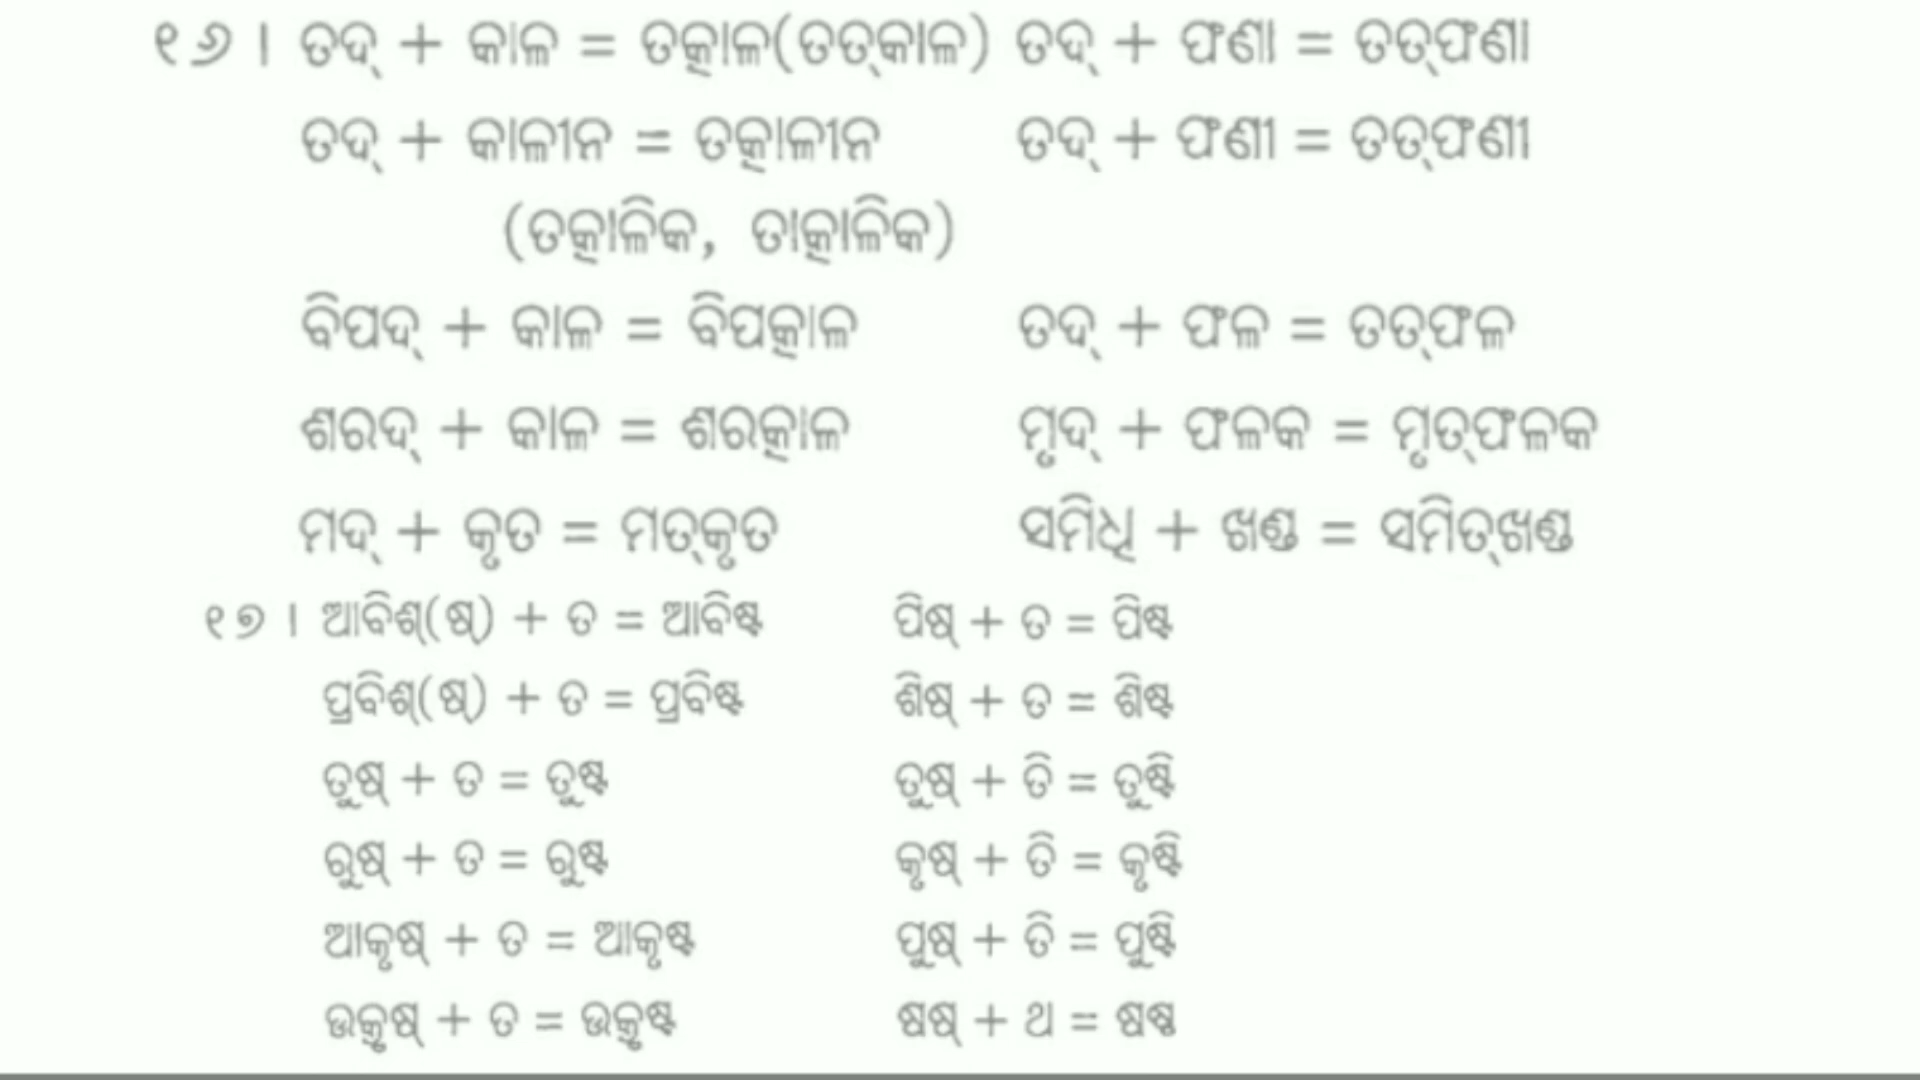 ୧୬ । ତଦ୍ + କାଳ = ତତ୍କାଳ(ତତ୍‌କାଳ) ତଦ୍ + ଫଣା = ତତ୍‌ଫଣା
ତଦ୍ + କାଳୀନ = ତତ୍କାଳୀନ ତଦ୍ + ଫଣୀ = ତତ୍‌ଫଣୀ
(ତତ୍କାଳିକ, ତାତ୍କାଳିକ)
ବିପଦ୍ + କାଳ = ବିପତ୍କାଳ ତଦ୍ + ଫଳ = ତତ୍‌ଫଳ
ଶରଦ୍ + କାଳ = ଶରତ୍କାଳ ମୃଦ୍ + ଫଳକ = ମୃତ୍‌ଫଳକ
ମଦ୍ + କୃତ = ମତ୍‌କୃତ ସମିଧ୍ + ଖଣ୍ଡ = ସମିତ୍‌ଖଣ୍ଡ
୧୭ । ଆବିଶ୍(ଷ୍) + ତ = ଆବିଷ୍ଟ ପିଷ୍ + ତ = ପିଷ୍ଟ
ପ୍ରବିଶ୍(ଷ୍) + ତ = ପ୍ରବିଷ୍ଟ ଶିଷ୍ + ତ = ଶିଷ୍ଟ
ତୁଷ୍ + ତ = ତୁଷ୍ଟ ତୁଷ୍ + ତି = ତୁଷ୍ଟି
ରୁଷ୍ + ତ = ରୁଷ୍ଟ କୃଷ୍ + ତି = କୃଷ୍ଟି
ଆକୃଷ୍ + ତ = ଆକୃଷ୍ଟ ପୁଷ୍ + ତି = ପୁଷ୍ଟି
ଉତ୍କୃଷ୍ + ତ = ଉତ୍କୃଷ୍ଟ ଷଷ୍ + ଥ = ଷଷ୍ଠ